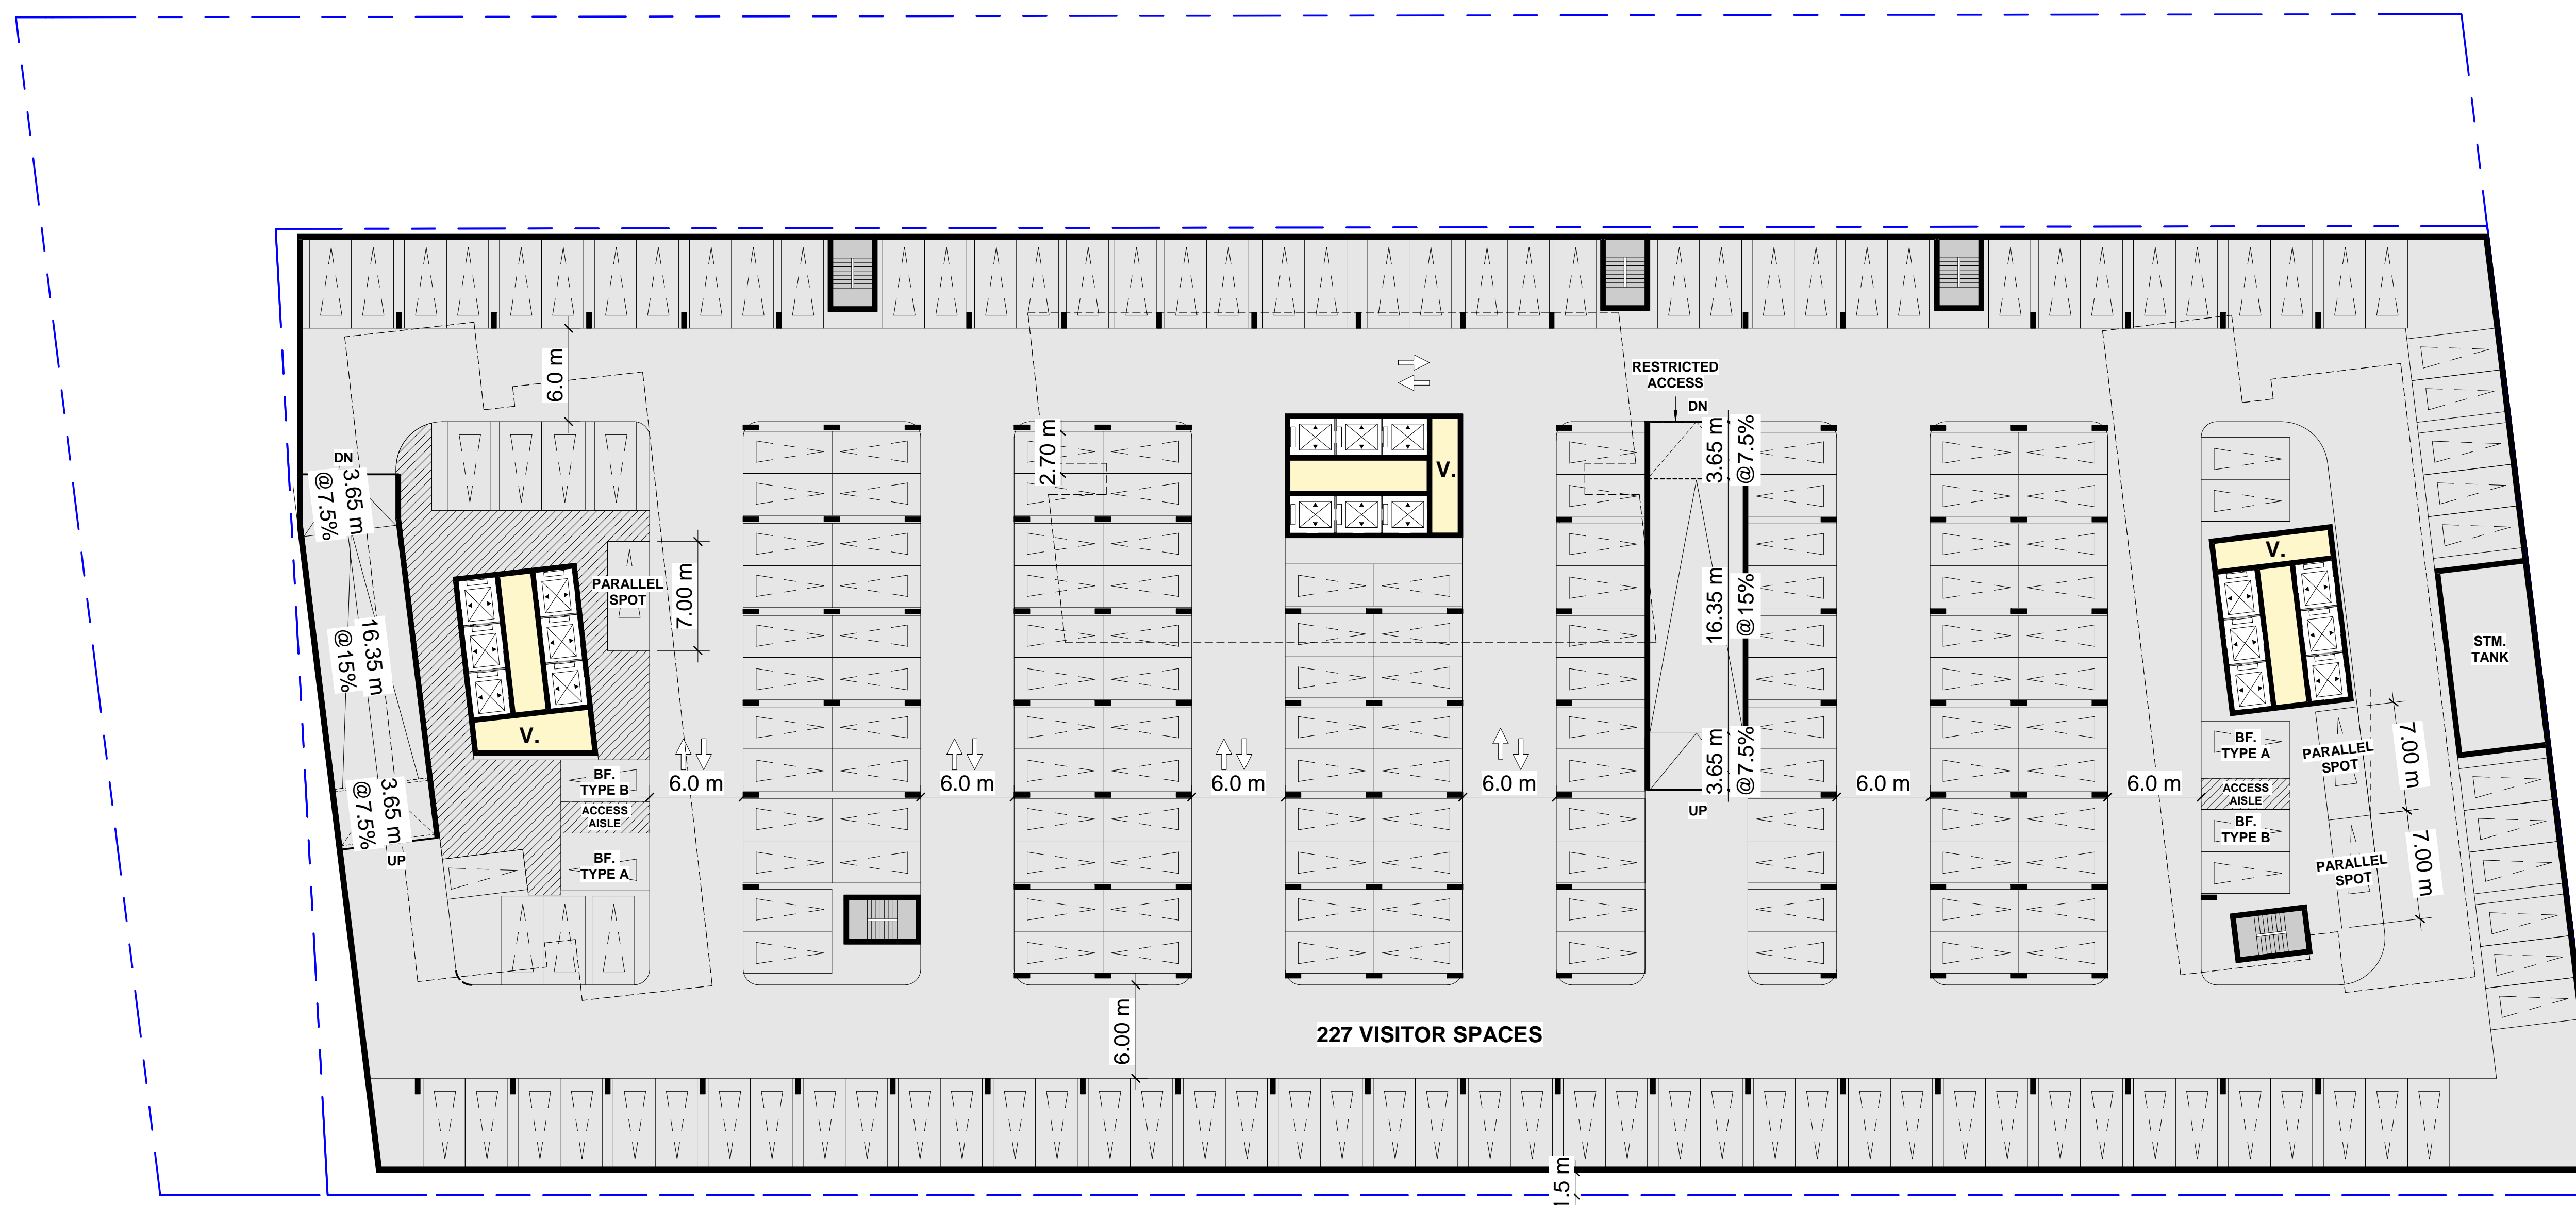 6.0 m
RESTRICTED
ACCESS
DN
3.65 m
@7.5%
2.70 m
V.
DN
3.65 m
@7.5%
V.
PARALLEL
SPOT
7.00 m
16.35 m
@15%
16.35 m
@15%
STM.
TANK
V.
BF.
TYPE A
PARALLEL
SPOT
7.00 m
BF.
TYPE B
6.0 m
6.0 m
6.0 m
6.0 m
3.65 m
@7.5%
6.0 m
6.0 m
ACCESS
AISLE
ACCESS
AISLE
3.65 m
@7.5%
UP
UP
BF.
TYPE B
BF.
TYPE A
PARALLEL
SPOT
7.00 m
6.00 m
227 VISITOR SPACES
1.5 m